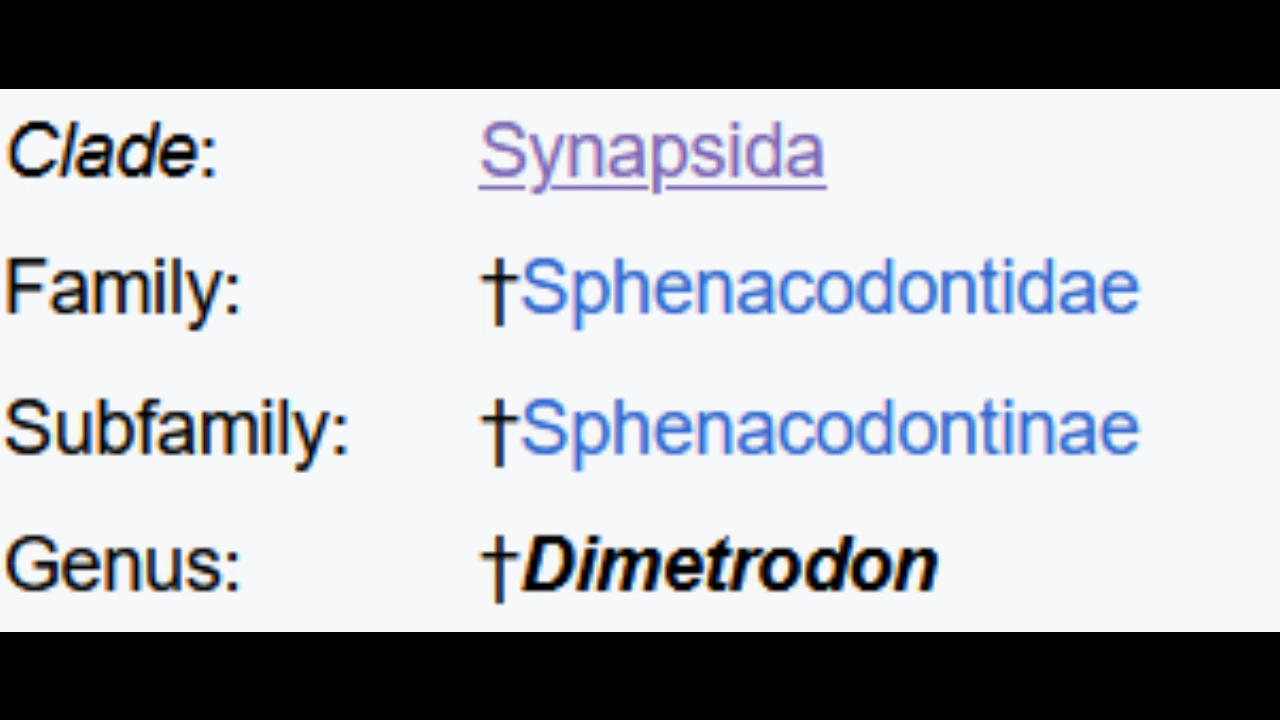 Clade: Synapsida
Family: †Sphenacodontidae
Subfamily: †Sphenacodontinae
Genus: †Dimetrodon